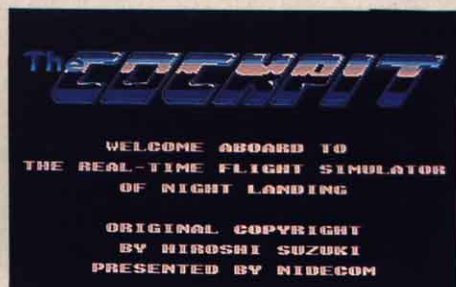 The COCKPIT
WELCOME ABOARD TO
THE REAL-TIME FLIGHT SIMULATOR
OF NIGHT LANDING
ORIGINAL COPYRIGHT
BY HIROSHI SUZUKI
PRESENTED BY NIDECOM